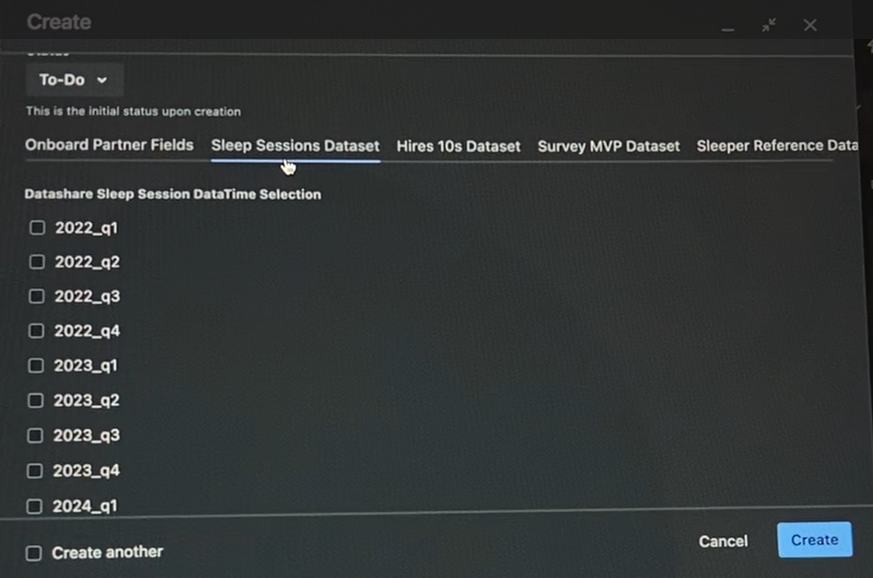 Create
To-Do
This is the initial status upon creation
Onboard Partner Fields Sleep Sessions Dataset Hires 10s Dataset Survey MVP Dataset Sleeper Reference Data
Datashare Sleep Session DataTime Selection
2022_q1
2022_q2
2022_q3
2022_q4
2023_q1
2023_q2
2023_q3
2023_q4
2024_q1
Create another
Cancel
Create